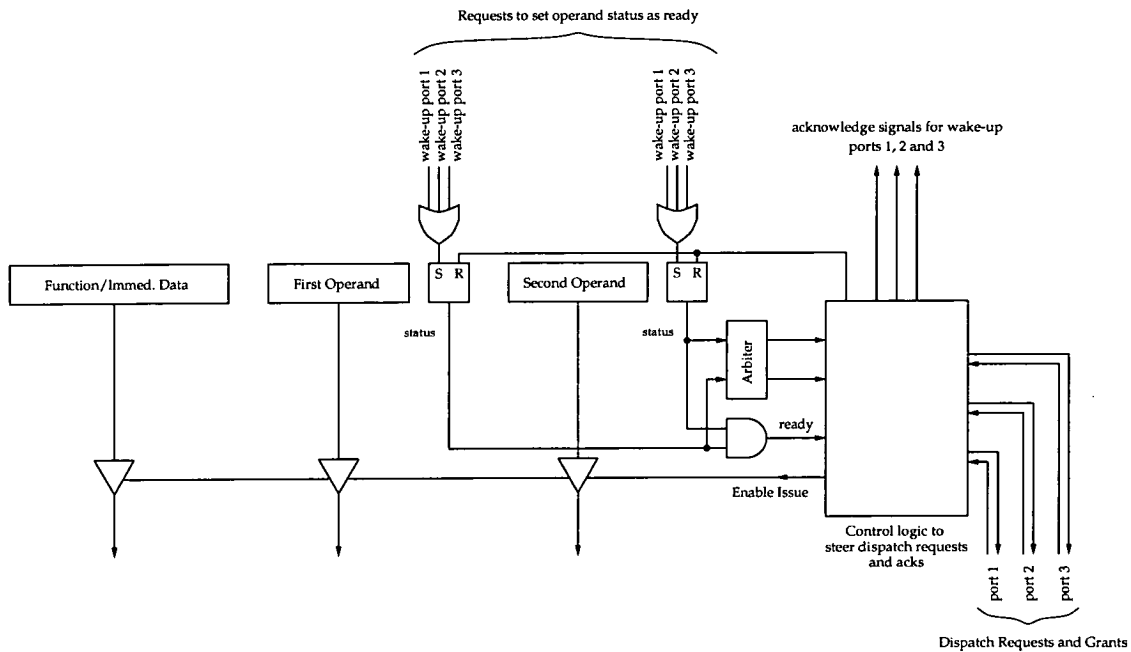 Requests to set operand status as ready
wake-up port 1
wake-up port 2
wake-up port 3
wake-up port 1
wake-up port 2
wake-up port 3
acknowledge signals for wake-up
ports 1, 2 and 3
Function/Immed. Data
First Operand
S R
Second Operand
S R
status
status
Arbiter
ready
Enable Issue
Control logic to
steer dispatch requests
and acks
port 1
port 2
port 3
Dispatch Requests and Grants